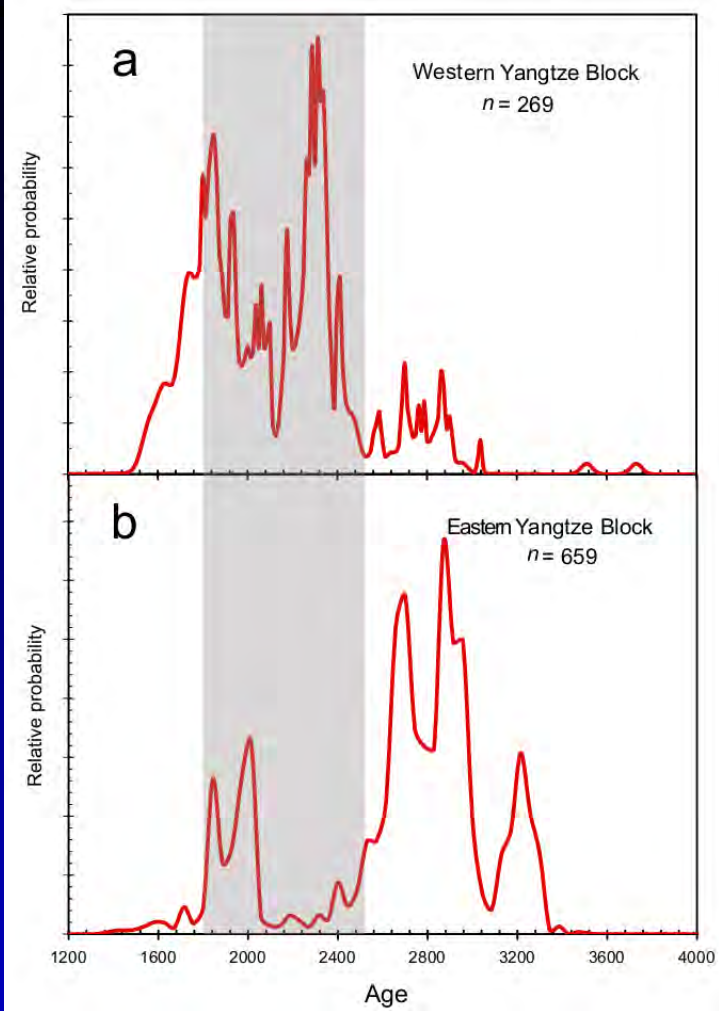 a
Western Yangtze Block
n = 269
Relative probability
b
Eastern Yangtze Block
n = 659
Relative probability
1200 1600 2000 2400 2800 3200 3600 4000
Age